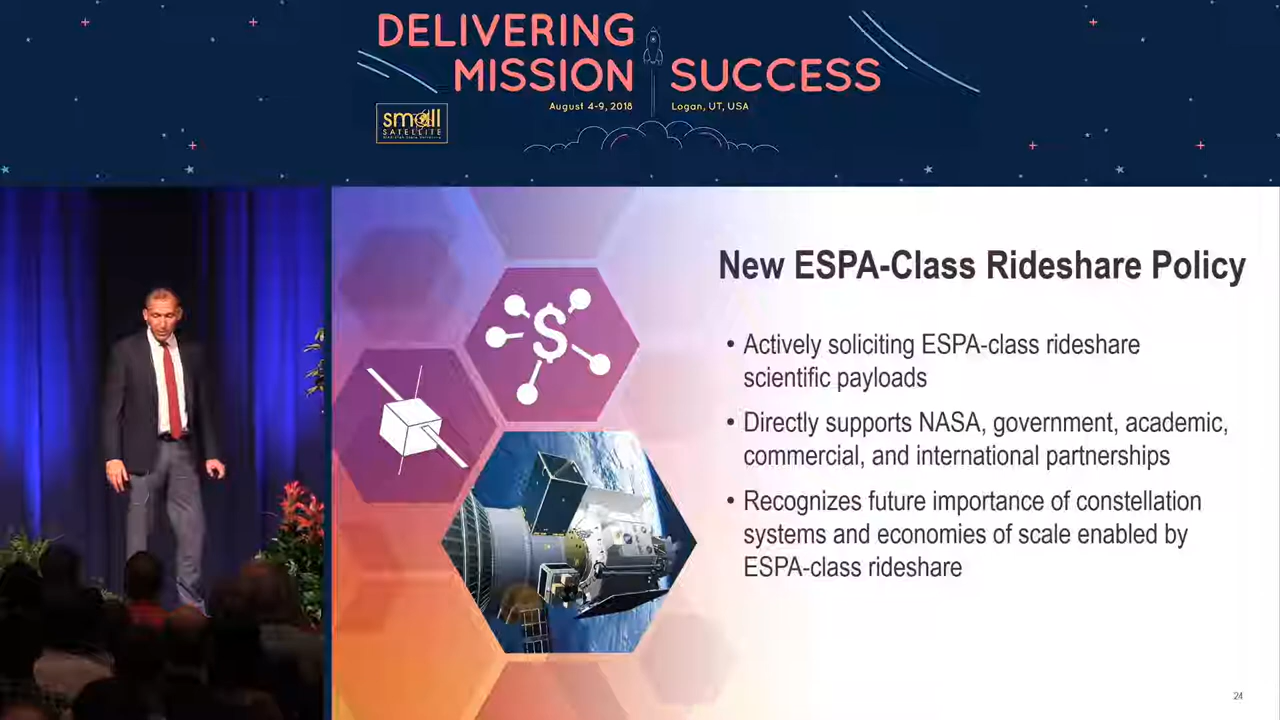 DELIVERING
MISSION SUCCESS
August 4-9, 2018 Logan, UT, USA
small
SATELLITE
New ESPA-Class Rideshare Policy
• Actively soliciting ESPA-class rideshare
scientific payloads
• Directly supports NASA, government, academic,
commercial, and international partnerships
• Recognizes future importance of constellation
systems and economies of scale enabled by
ESPA-class rideshare
$
24